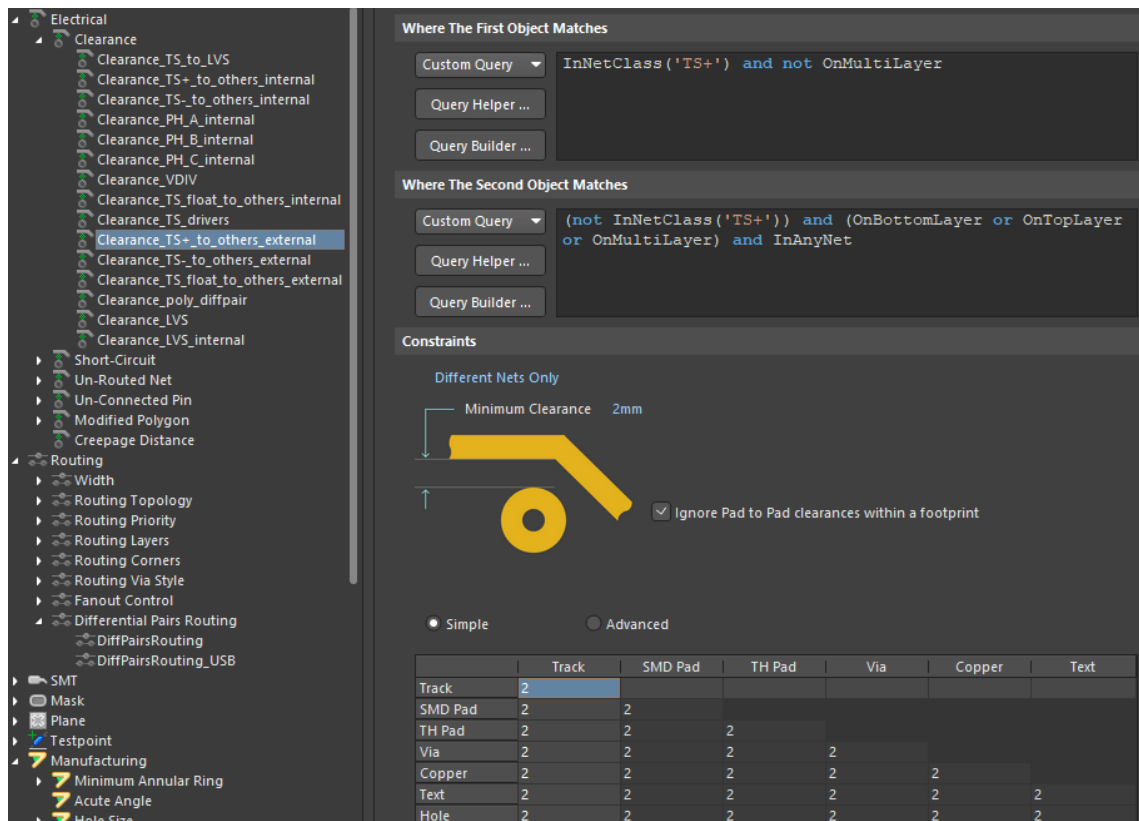 Electrical
Clearance
Clearance_TS_to_LVS
Clearance_TS+_to_others_internal
Clearance_TS-_to_others_internal
Clearance_PH_A_internal
Clearance_PH_B_internal
Clearance_PH_C_internal
Clearance_VDIV
Clearance_TS_float_to_others_internal
Clearance_TS_drivers
Clearance_TS+_to_others_external
Clearance_TS-_to_others_external
Clearance_TS_float_to_others_external
Clearance_poly_diffpair
Clearance_LVS
Clearance_LVS_internal
Short-Circuit
Un-Routed Net
Un-Connected Pin
Modified Polygon
Creepage Distance
Routing
Width
Routing Topology
Routing Priority
Routing Layers
Routing Corners
Routing Via Style
Fanout Control
Differential Pairs Routing
DiffPairsRouting
DiffPairsRouting_USB
SMT
Mask
Plane
Testpoint
Manufacturing
Minimum Annular Ring
Acute Angle
Hole Size
Where The First Object Matches
Custom Query
InNetClass('TS+') and not OnMultiLayer
Query Helper ...
Query Builder ...
Where The Second Object Matches
Custom Query
(not InNetClass('TS+')) and (OnBottomLayer or OnTopLayer
or OnMultiLayer) and InAnyNet
Query Helper ...
Query Builder ...
Constraints
Different Nets Only
Minimum Clearance 2mm
Ignore Pad to Pad clearances within a footprint
Simple Advanced
Track SMD Pad TH Pad Via Copper Text
Track 2
SMD Pad 2 2
TH Pad 2 2 2
Via 2 2 2 2
Copper 2 2 2 2 2
Text 2 2 2 2 2 2
Hole 2 2 2 2 2 2